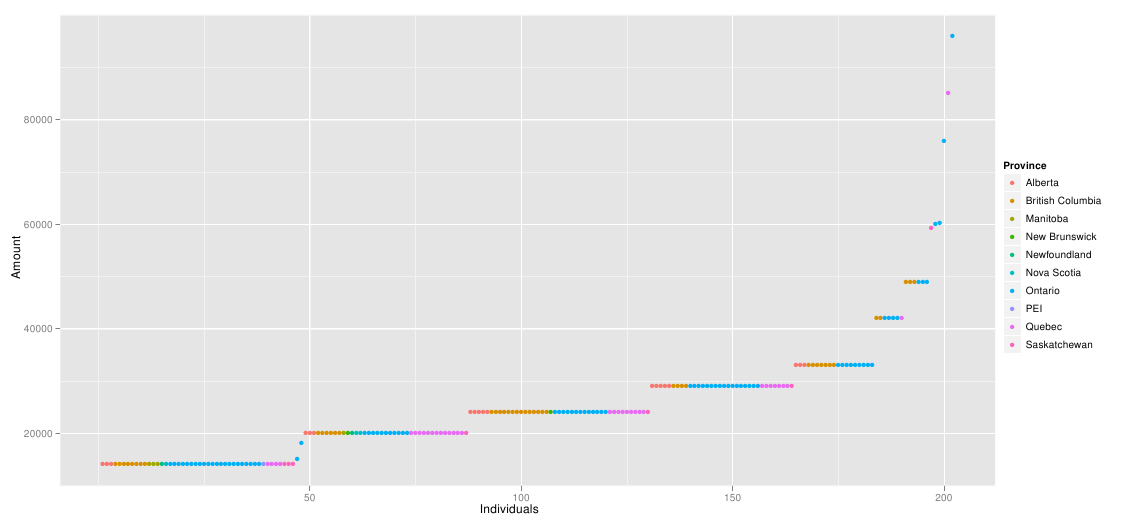 80000
60000
40000
20000
Amount
50
100
150
200
Individuals
Province
Alberta
British Columbia
Manitoba
New Brunswick
Newfoundland
Nova Scotia
Ontario
PEI
Quebec
Saskatchewan